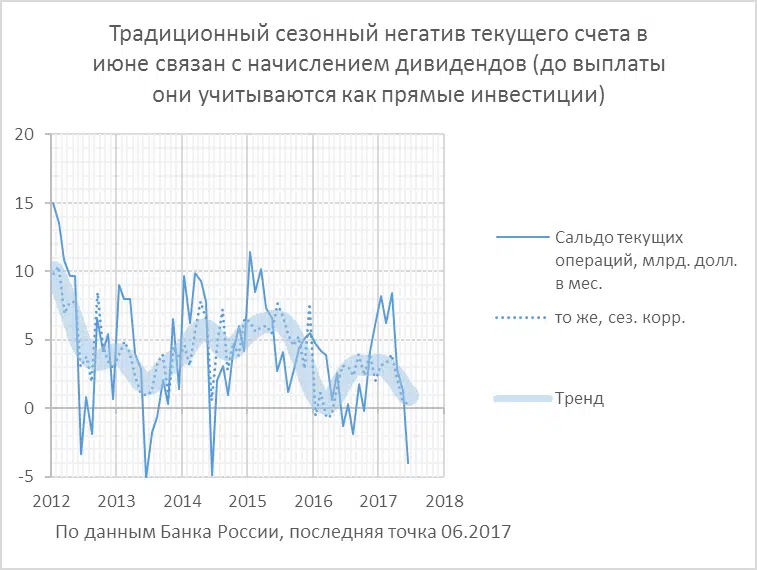 Традиционный сезонный негатив текущего счета в
июне связан с начислением дивидендов (до выплаты
они учитываются как прямые инвестиции)
20
15
10
5
0
-5
2012 2013 2014 2015 2016 2017 2018
Сальдо текущих
операций, млрд. долл.
в мес.
то же, сез. корр.
Тренд
По данным Банка России, последняя точка 06.2017